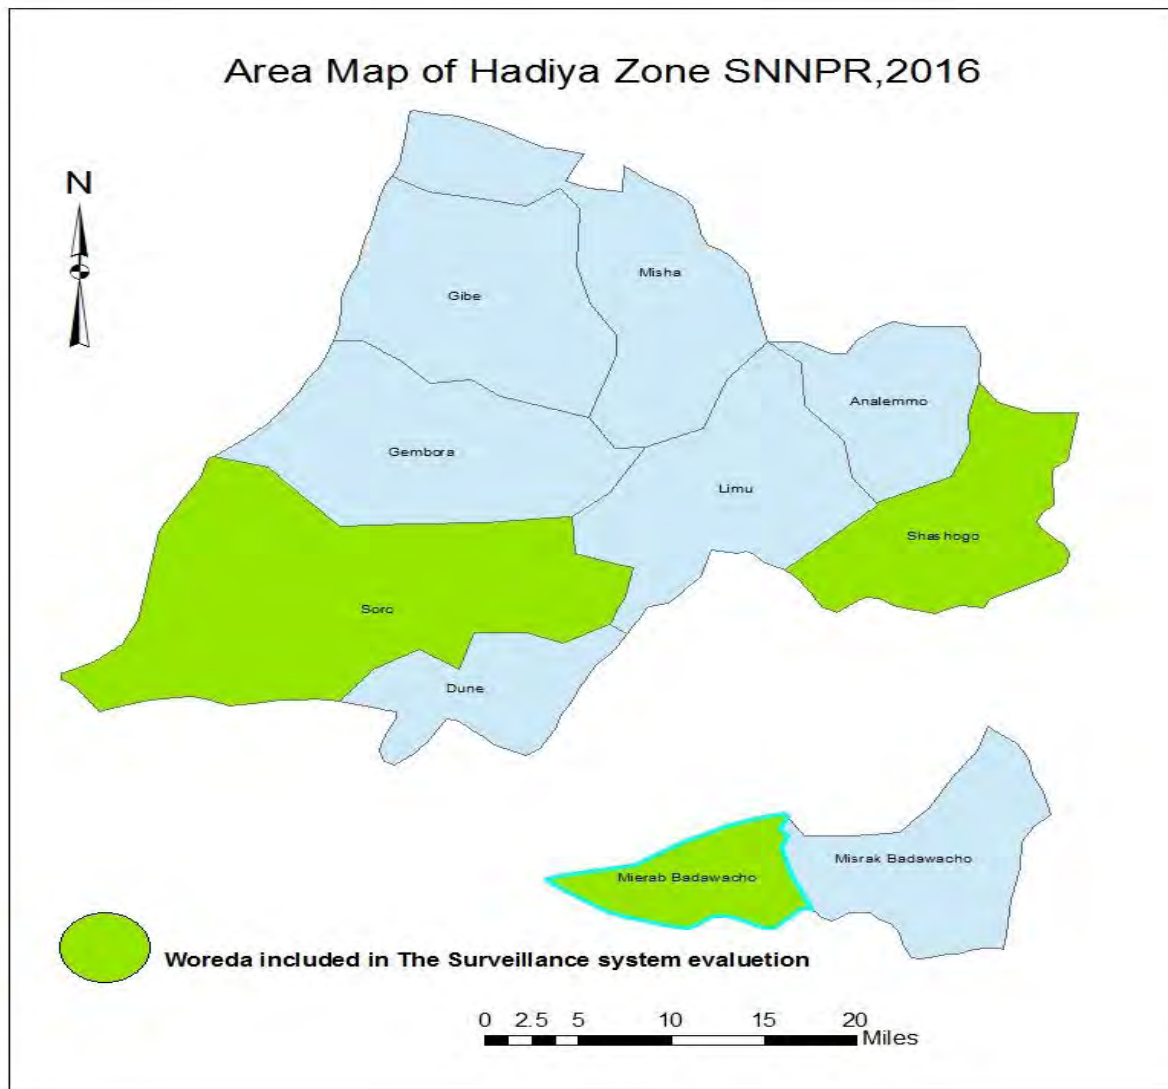 Area Map of Hadiya Zone SNNPR,2016
N
Misha
Gibe
Analemmo
Gembora
Limu
Shashogo
Soro
Dune
Misrak Badawacho
Mierab Badawacho
Woreda included in The Surveillance system evaluetion
0 2.5 5 10 15 20
Miles